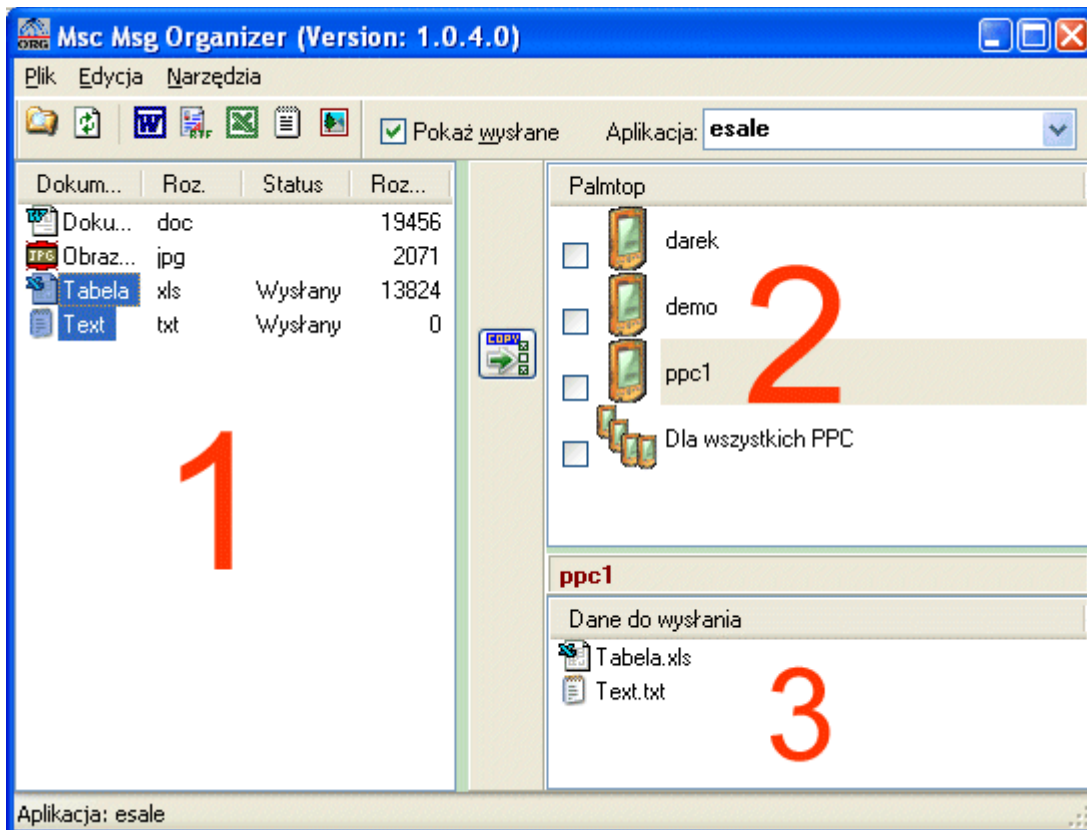 Msc Msg Organizer (Version: 1.0.4.0)
Plik Edycja Narzędzia
Pokaż wysłane Aplikacja: esale
Dokum... Roz. Status Roz...
Doku... doc 19456
Obraz... jpg 2071
Tabela xls Wysłany 13824
Text txt Wysłany 0
1
COPY
Palmtop
darek
demo
ppc1
Dla wszystkich PPC
2
ppc1
Dane do wysłania
Tabela.xls
Text.txt
3
Aplikacja: esale